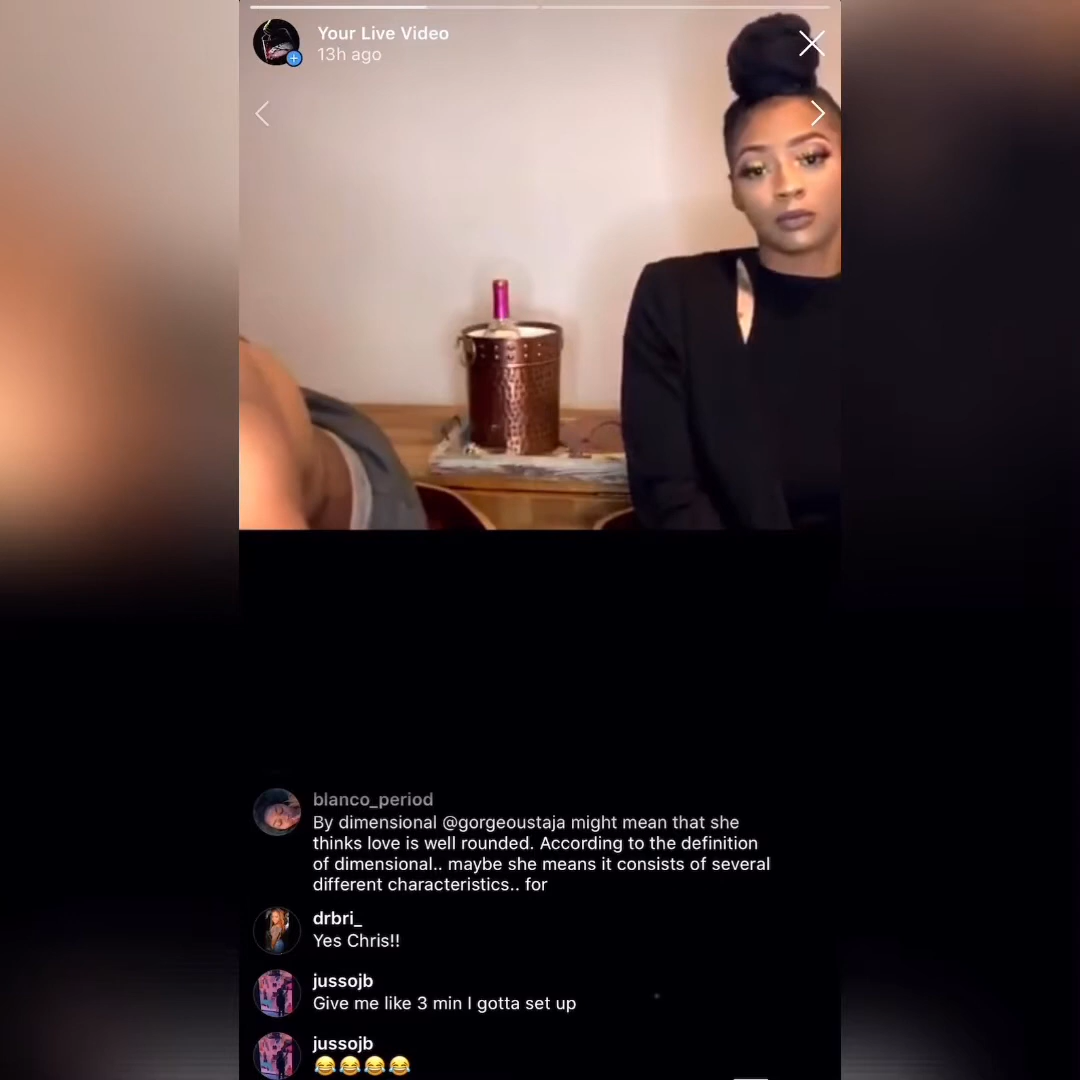 Your Live Video
13h ago
blanco_period
By dimensional @gorgeoustaja might mean that she
thinks love is well rounded. According to the definition
of dimensional.. maybe she means it consists of several
different characteristics.. for
drbri_
Yes Chris!!
jussojb
Give me like 3 min I gotta set up
jussojb
😂😂😂😂